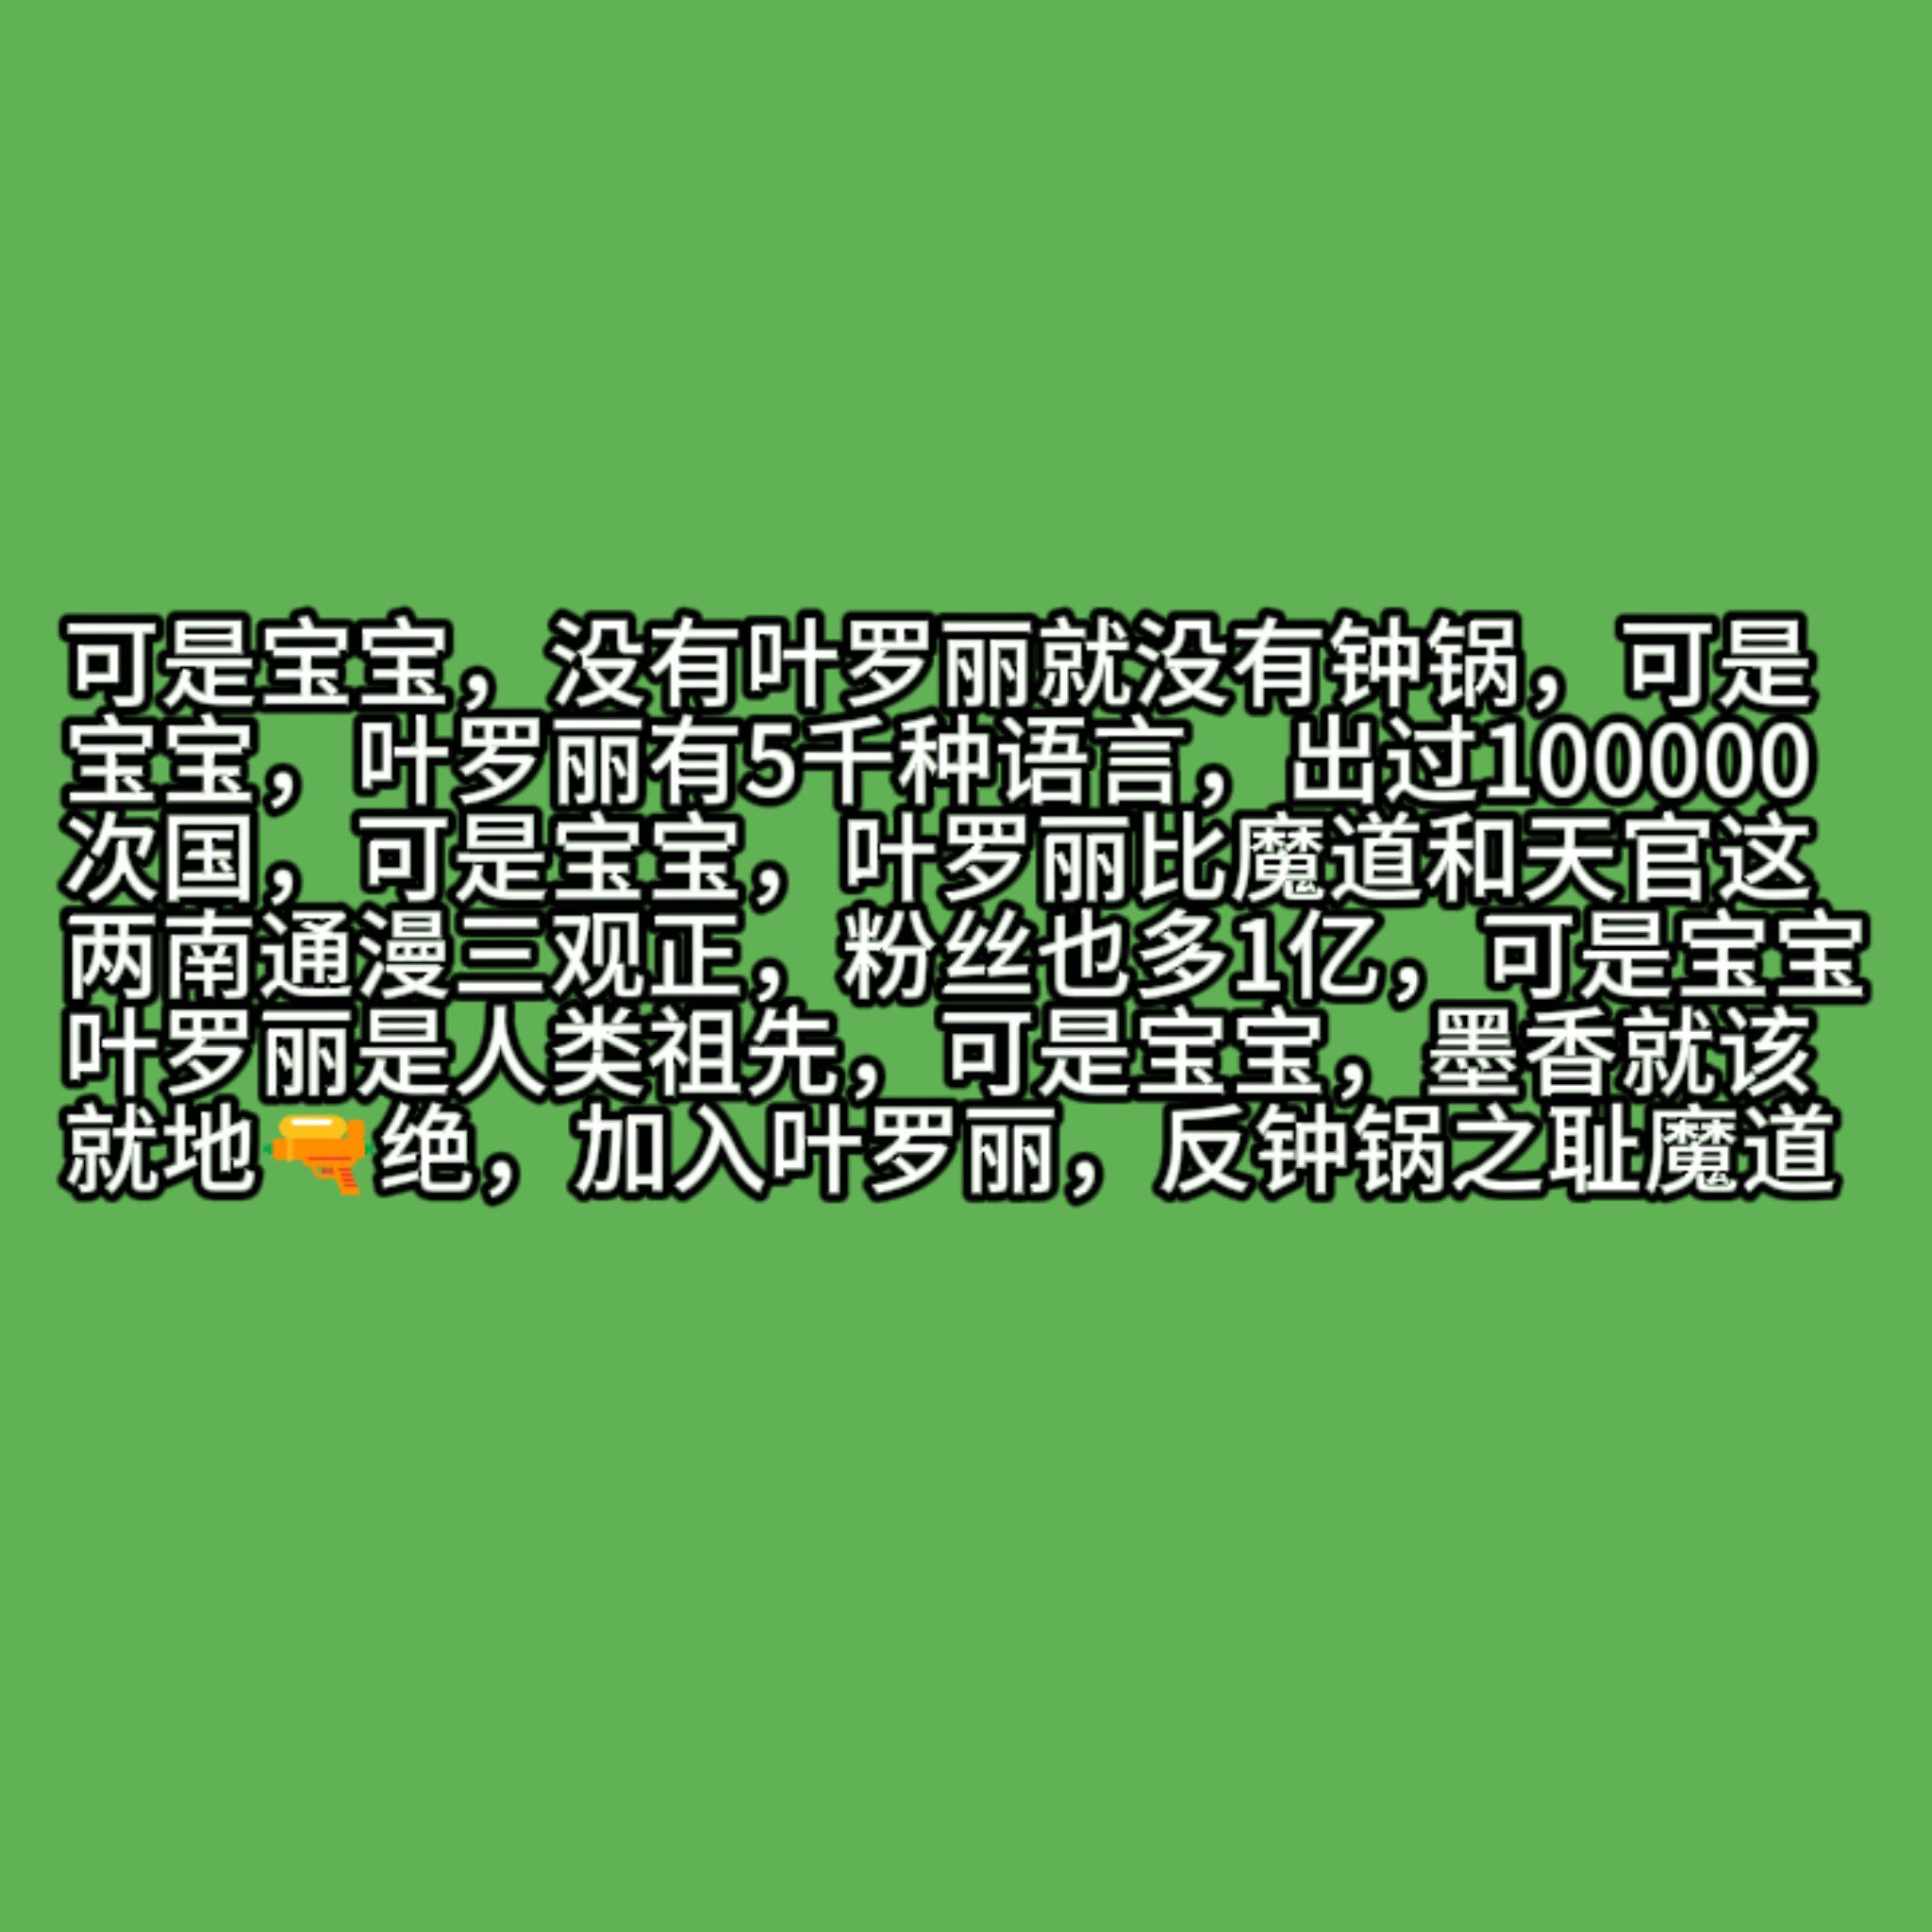 可是宝宝，没有叶罗丽就没有钟锅，可是
宝宝，叶罗丽有5千种语言，出过100000
次国，可是宝宝，叶罗丽比魔道和天官这
两南通漫三观正，粉丝也多1亿，可是宝宝
叶罗丽是人类祖先，可是宝宝，墨香就该
就地🔫绝，加入叶罗丽，反钟锅之耻魔道